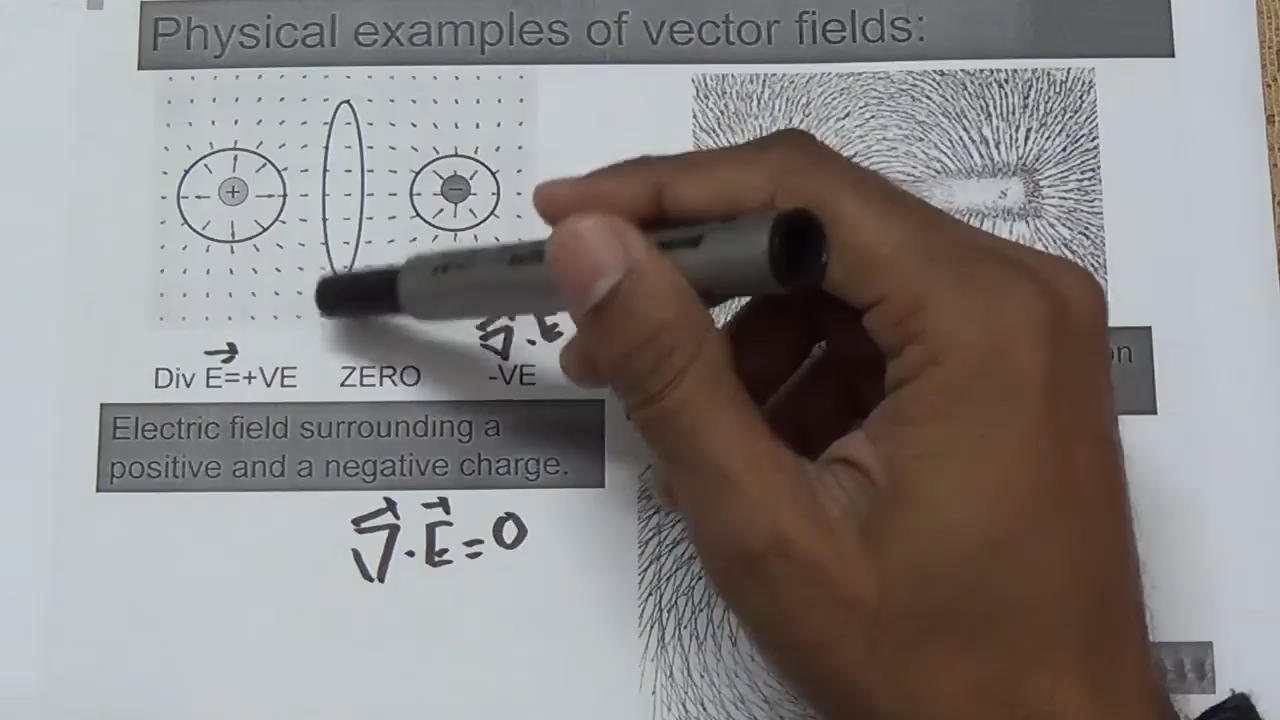 Physical examples of vector fields:
+
−
∇⃗.E
Div E⃗=+VE ZERO -VE
Electric field surrounding a
positive and a negative charge.
∇⃗.E⃗=0